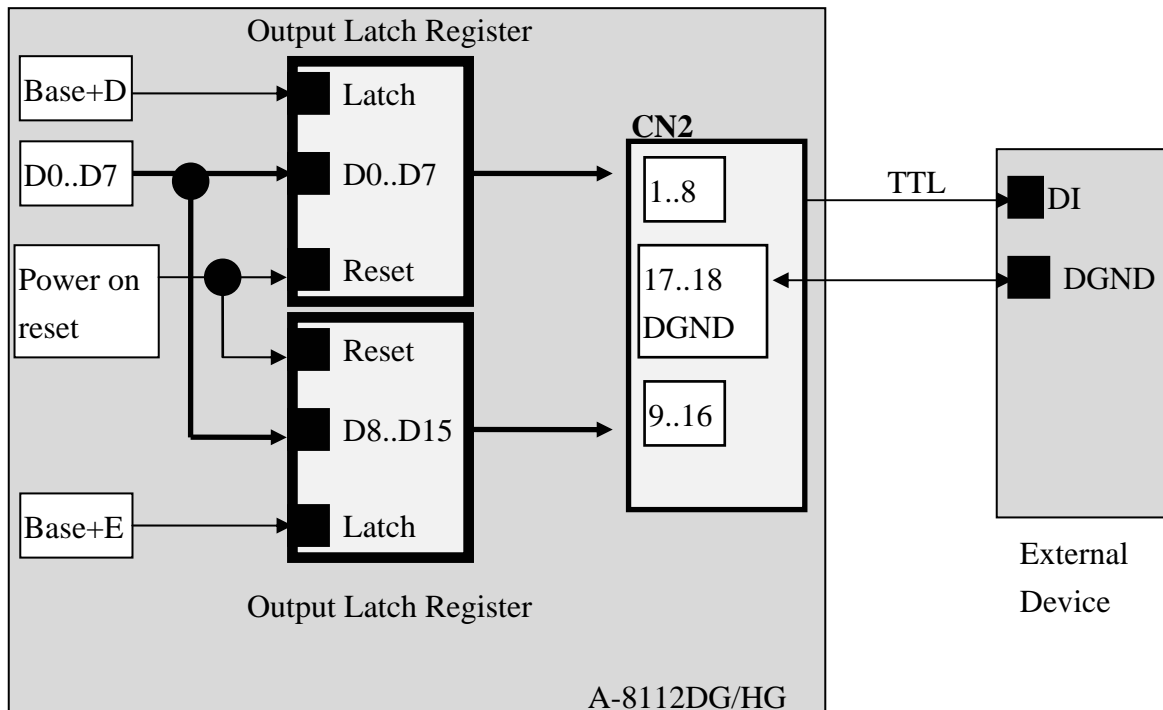 Output Latch Register
Base+D
Latch
CN2
D0..D7
D0..D7
1..8
TTL
DI
Power on
reset
Reset
17..18
DGND
DGND
Reset
D8..D15
9..16
Base+E
Latch
External
Device
Output Latch Register
A-8112DG/HG